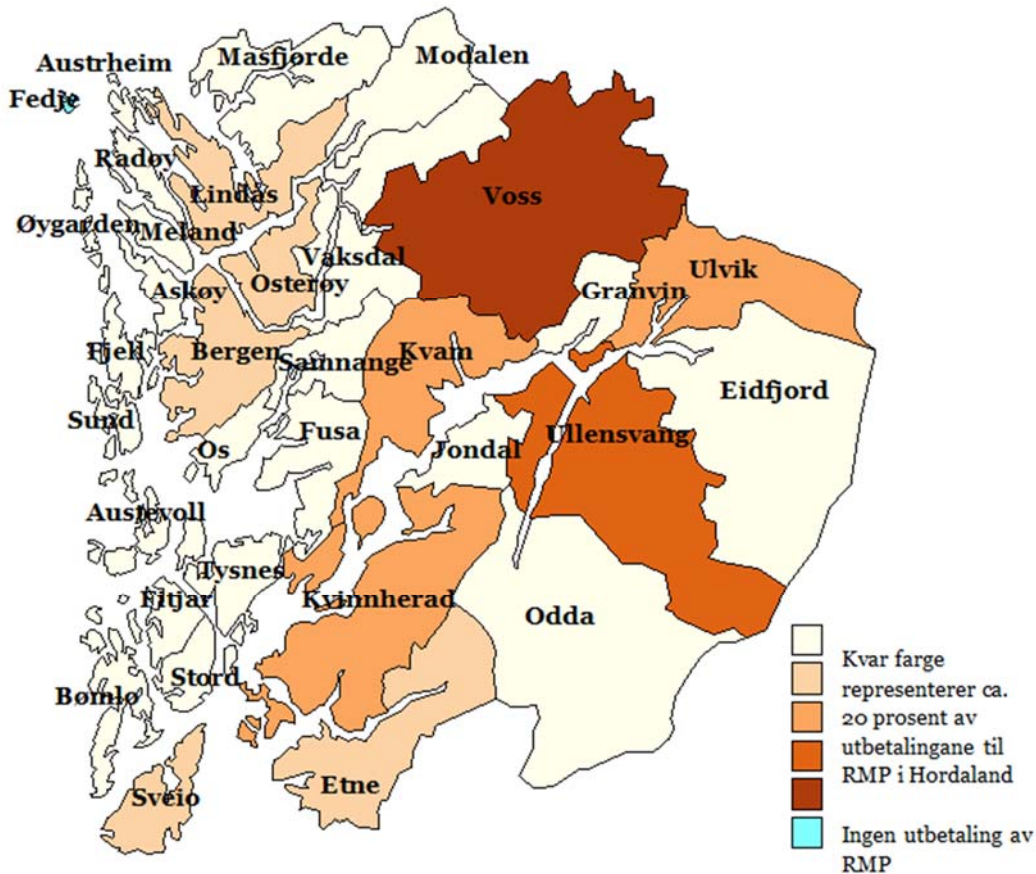 Masfjorde
Modalen
Austrheim
Fedje
Radøy
Lindås
Voss
Øygarden
Meland
Vaksdal
Ulvik
Osterøy
Askøy
Granvin
Fjell
Bergen
Samnange
Kvam
Eidfjord
Sund
Os
Fusa
Jondal
Ullensvang
Austevoll
Tysnes
Fitjar
Kvinnherad
Odda
Stord
Bømlø
Etne
Sveio
Kvar farge
representerer ca.
20 prosent av
utbetalingane til
RMP i Hordaland
Ingen utbetaling av
RMP